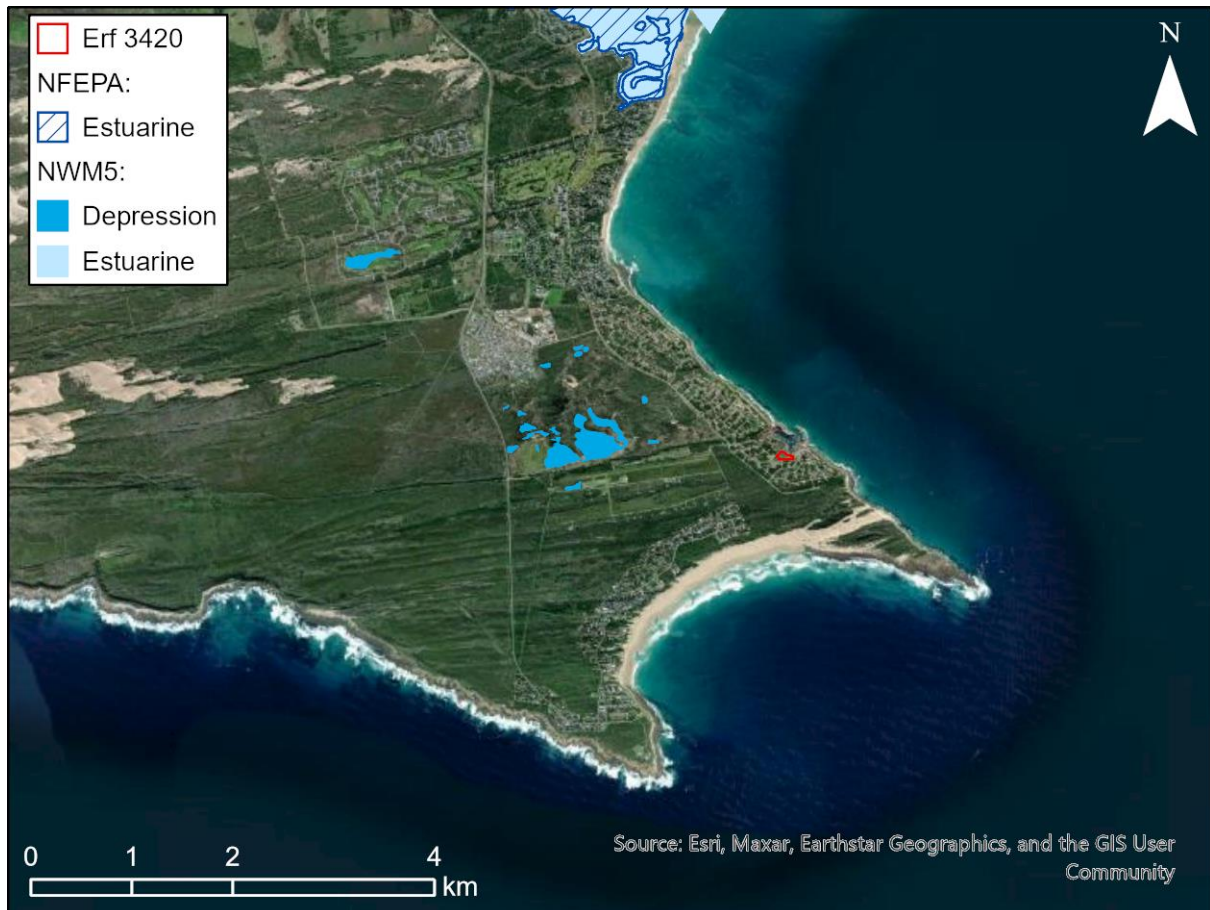 Erf 3420
NFEPA:
Estuarine
NWM5:
Depression
Estuarine
N
0 1 2 4
km
Source: Esri, Maxar, Earthstar Geographics, and the GIS User
Community